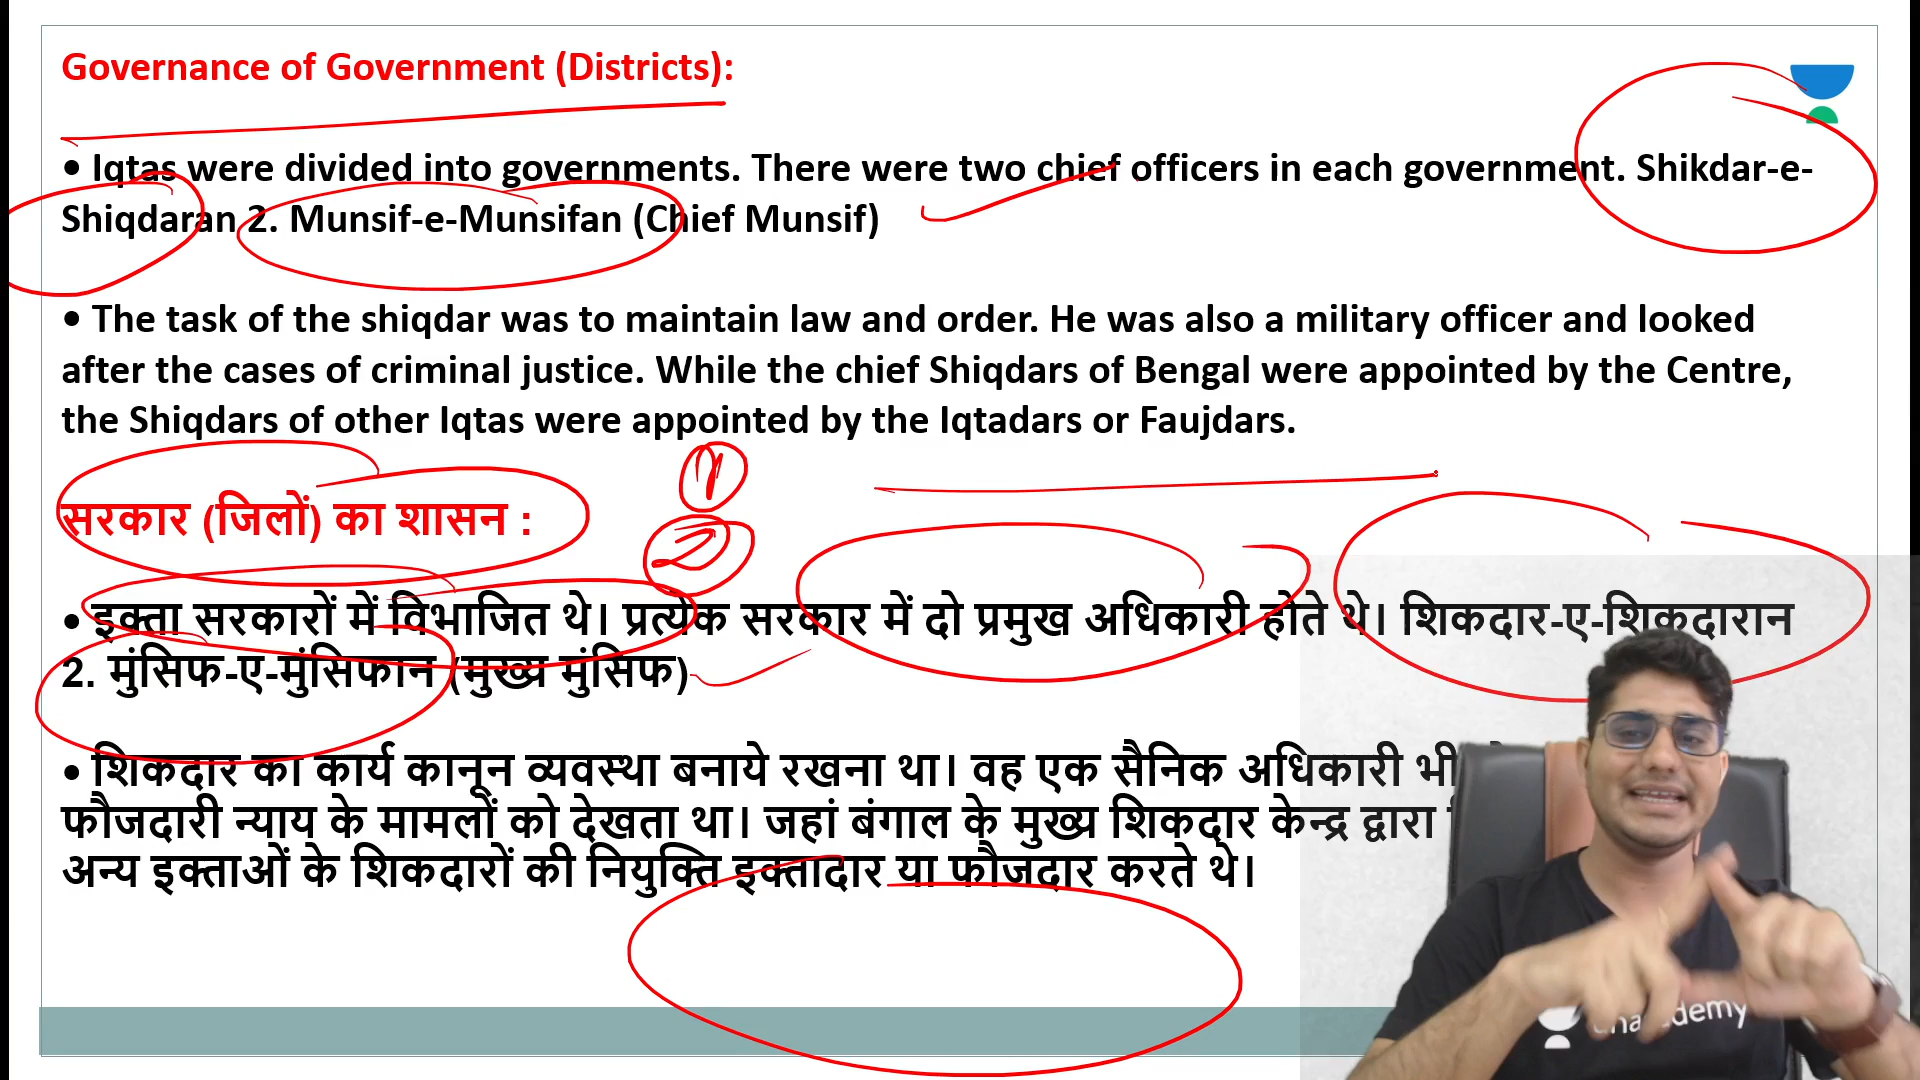 Governance of Government (Districts):
• Iqtas were divided into governments. There were two chief officers in each government. Shikdar-e-
Shiqdaran 2. Munsif-e-Munsifan (Chief Munsif)
• The task of the shiqdar was to maintain law and order. He was also a military officer and looked
after the cases of criminal justice. While the chief Shiqdars of Bengal were appointed by the Centre,
the Shiqdars of other Iqtas were appointed by the Iqtadars or Faujdars.
1
2
सरकार (जिलों) का शासन :
• इक्ता सरकारों में विभाजित थे। प्रत्येक सरकार में दो प्रमुख अधिकारी होते थे। शिकदार-ए-शिकदारान
2. मुंसिफ-ए-मुंसिफान (मुख्य मुंसिफ)
• शिकदार का कार्य कानून व्यवस्था बनाये रखना था। वह एक सैनिक अधिकारी भी
फौजदारी न्याय के मामलों को देखता था। जहां बंगाल के मुख्य शिकदार केन्द्र द्वारा
अन्य इक्ताओं के शिकदारों की नियुक्ति इक्तादार या फौजदार करते थे।